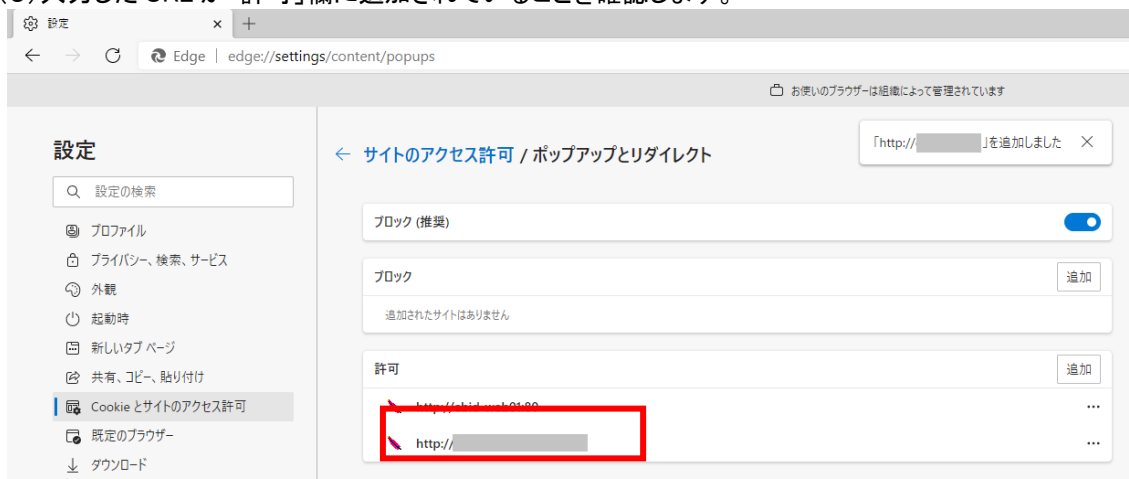 入力した URL が「許可」欄に追加されていることを確認します。
設定
Edge | edge://settings/content/popups
お使いのブラウザーは組織によって管理されています
設定
← サイトのアクセス許可 / ポップアップとリダイレクト
「http:// 」を追加しました
設定の検索
プロファイル
プライバシー、検索、サービス
外観
起動時
新しいタブ ページ
共有、コピー、貼り付け
Cookie とサイトのアクセス許可
既定のブラウザー
ダウンロード
ブロック (推奨)
ブロック
追加
追加されたサイトはありません
許可
追加
http://